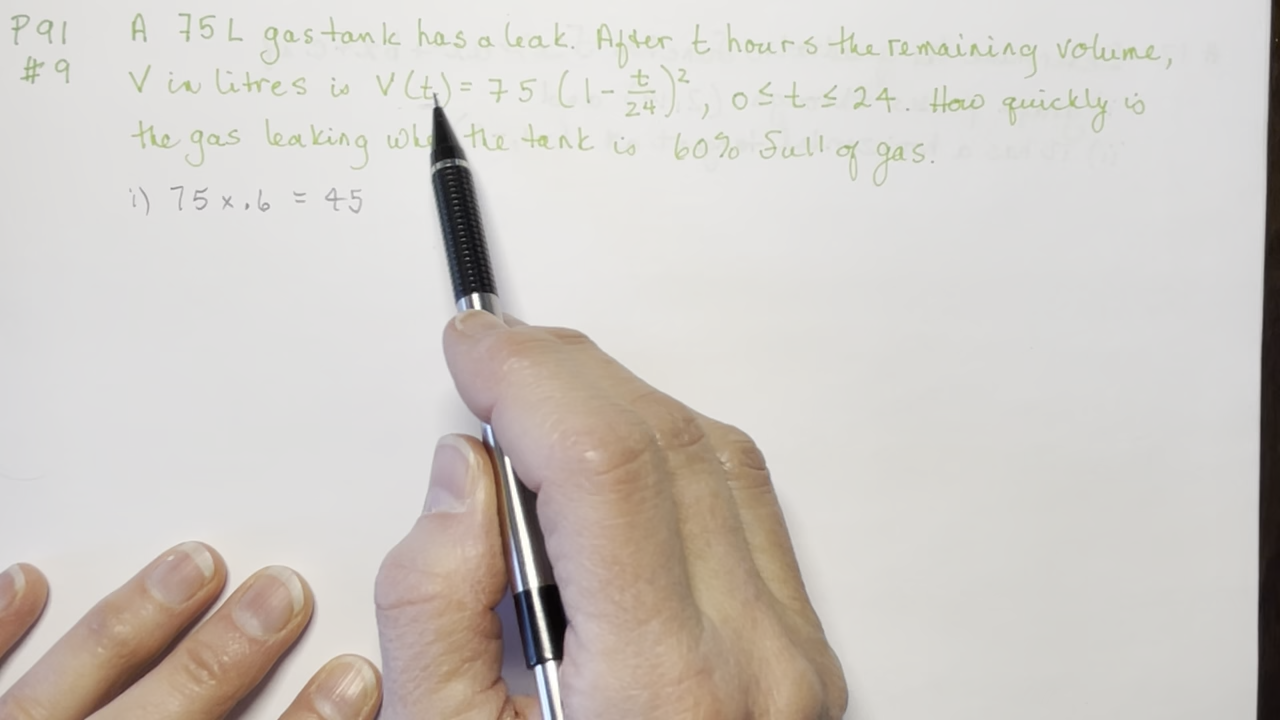 P91 A 75L gas tank has a leak. After t hours the remaining volume,
#9 V in litres is V(t) = 75 (1 - t/24)², 0 ≤ t ≤ 24. How quickly is
the gas leaking when the tank is 60% full of gas.
i) 75 x .6 = 45